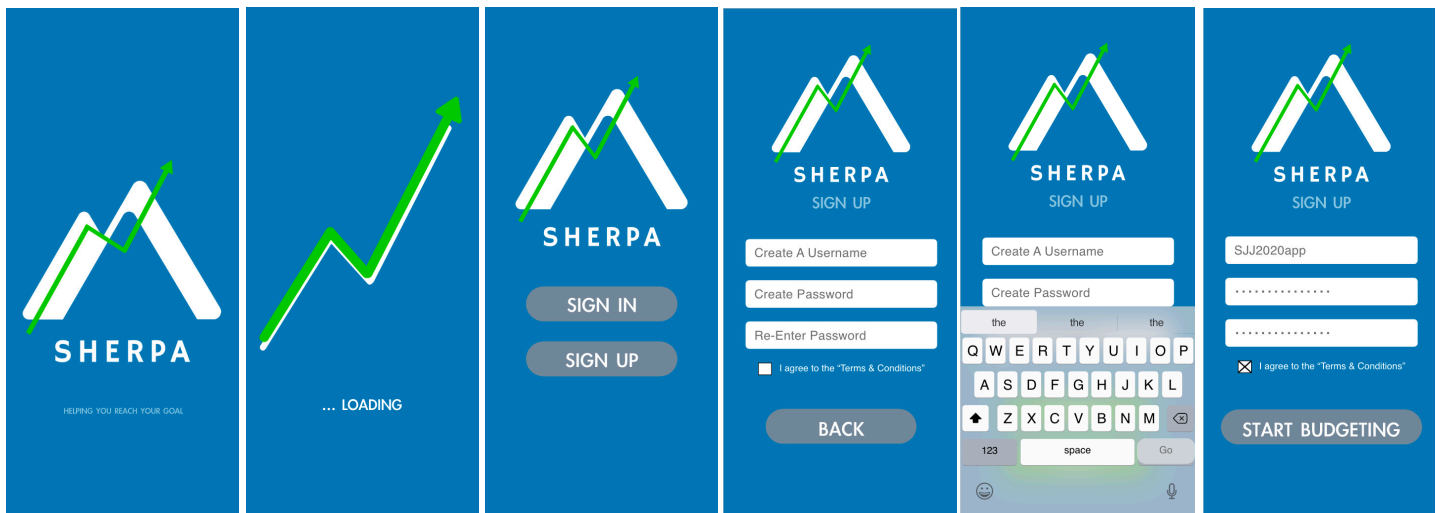 SHERPA
HELPING YOU REACH YOUR GOAL
... LOADING
SHERPA
SIGN IN
SIGN UP
SHERPA
SIGN UP
Create A Username
Create Password
Re-Enter Password
I agree to the “Terms & Conditions”
BACK
SHERPA
SIGN UP
Create A Username
Create Password
the the the
Q W E R T Y U I O P
A S D F G H J K L
Z X C V B N M
123 space Go
SHERPA
SIGN UP
SJJ2020app
I agree to the “Terms & Conditions”
START BUDGETING